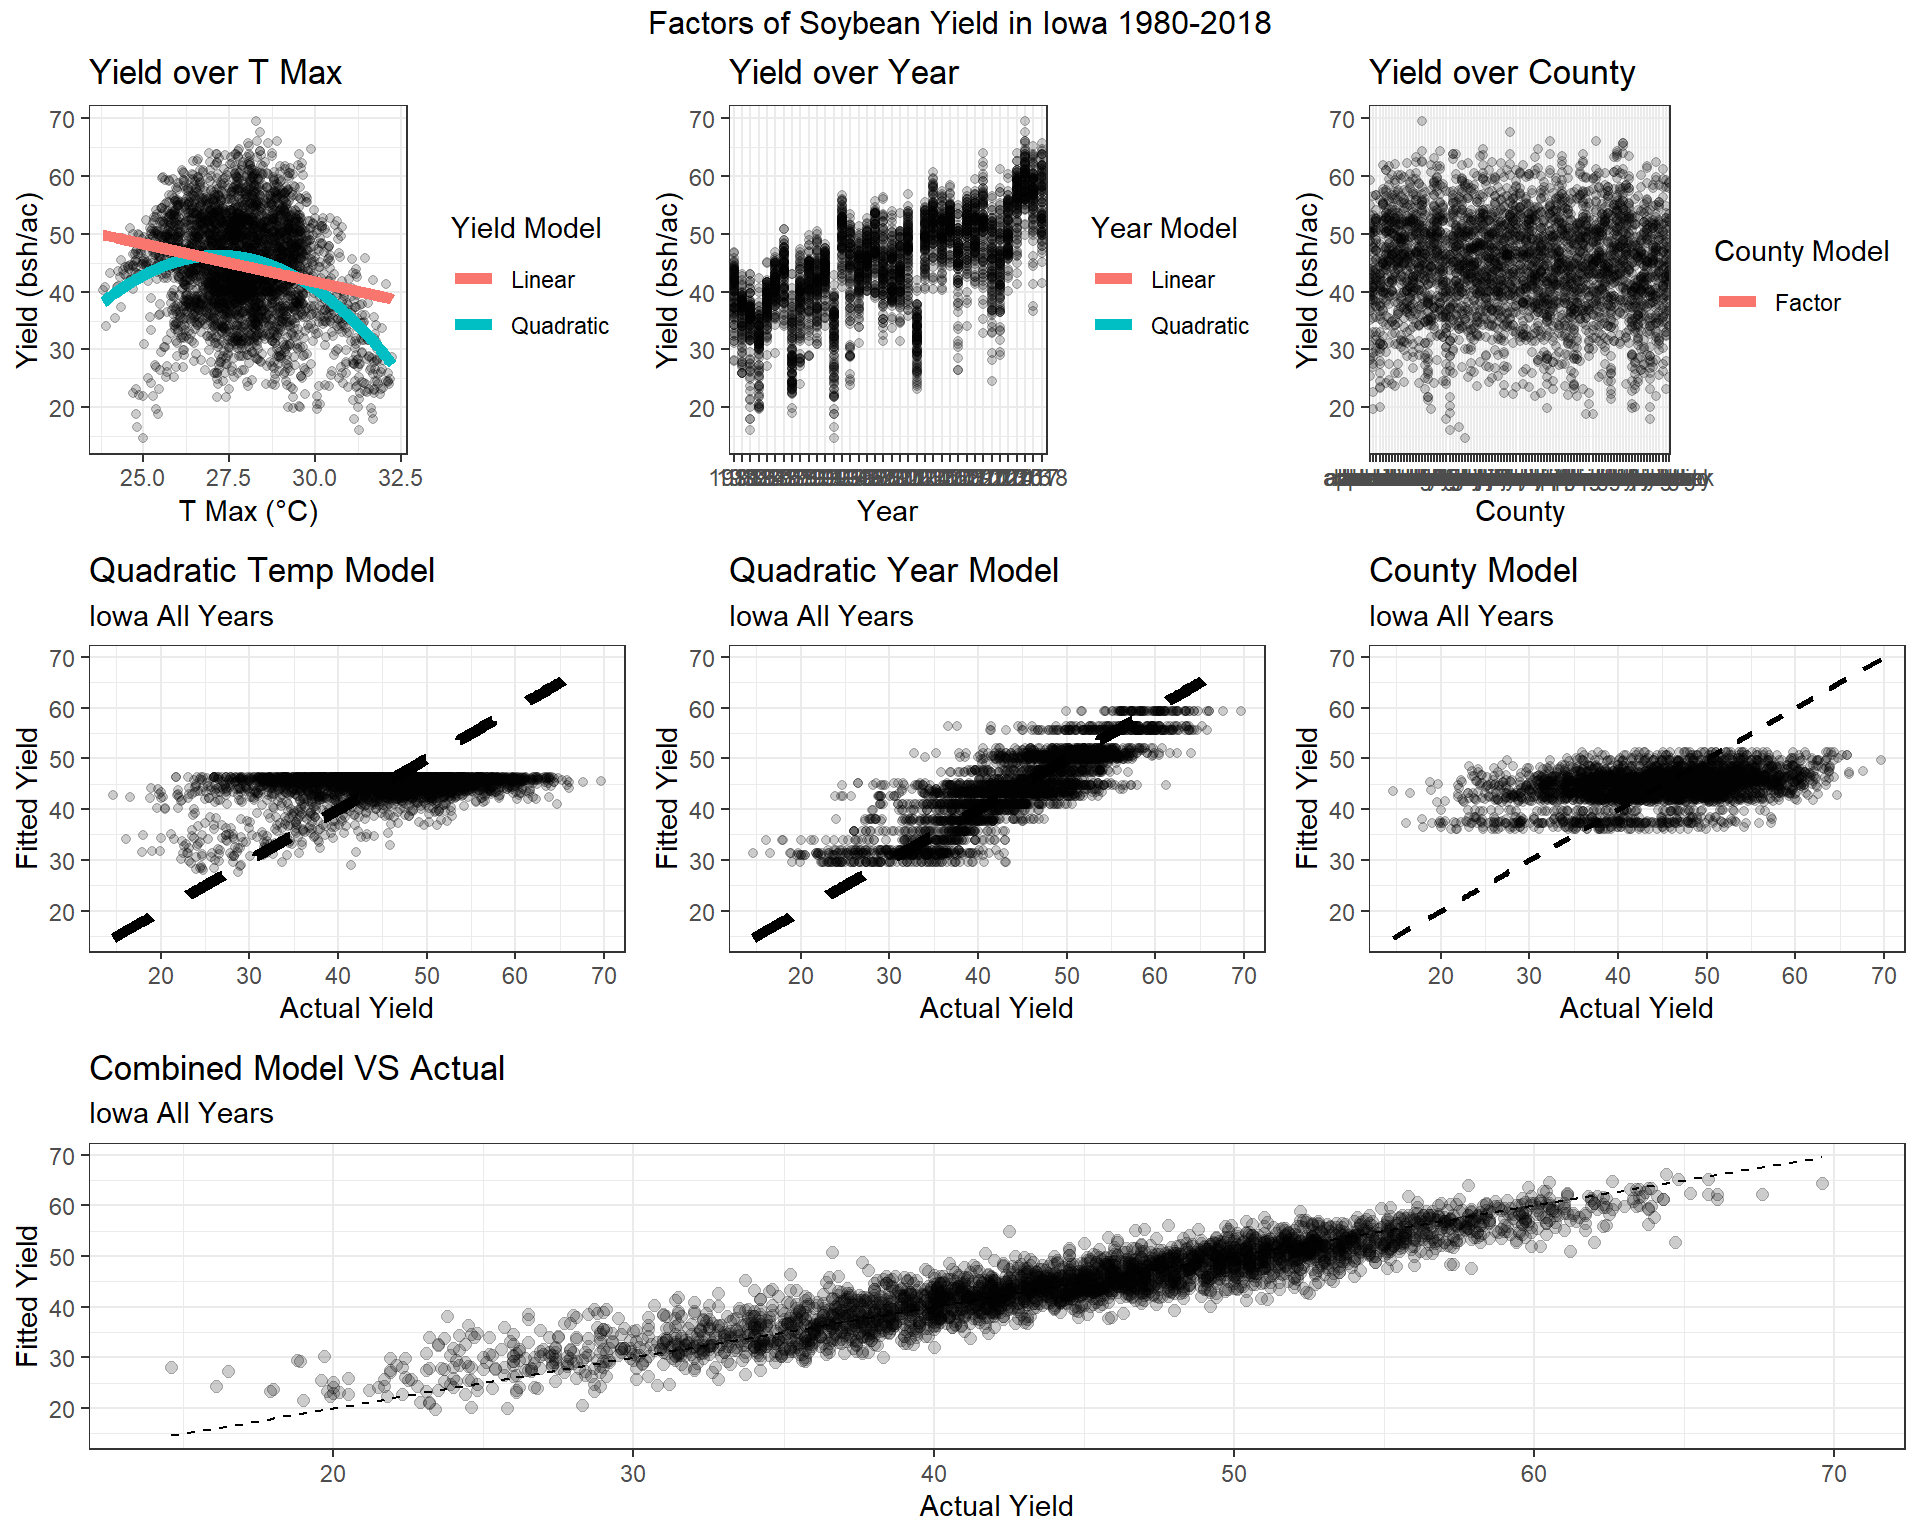 Factors of Soybean Yield in Iowa 1980-2018
Yield over T Max
Yield (bsh/ac)
70
60
50
40
30
20
25.0 27.5 30.0 32.5
T Max (°C)
Yield Model
Linear
Quadratic
Yield over Year
Yield (bsh/ac)
70
60
50
40
30
20
Year
Year Model
Linear
Quadratic
Yield over County
Yield (bsh/ac)
70
60
50
40
30
20
County
County Model
Factor
Quadratic Temp Model
Iowa All Years
Fitted Yield
70
60
50
40
30
20
20 30 40 50 60 70
Actual Yield
Quadratic Year Model
Iowa All Years
Fitted Yield
70
60
50
40
30
20
20 30 40 50 60 70
Actual Yield
County Model
Iowa All Years
Fitted Yield
70
60
50
40
30
20
20 30 40 50 60 70
Actual Yield
Combined Model VS Actual
Iowa All Years
Fitted Yield
70
60
50
40
30
20
20 30 40 50 60 70
Actual Yield